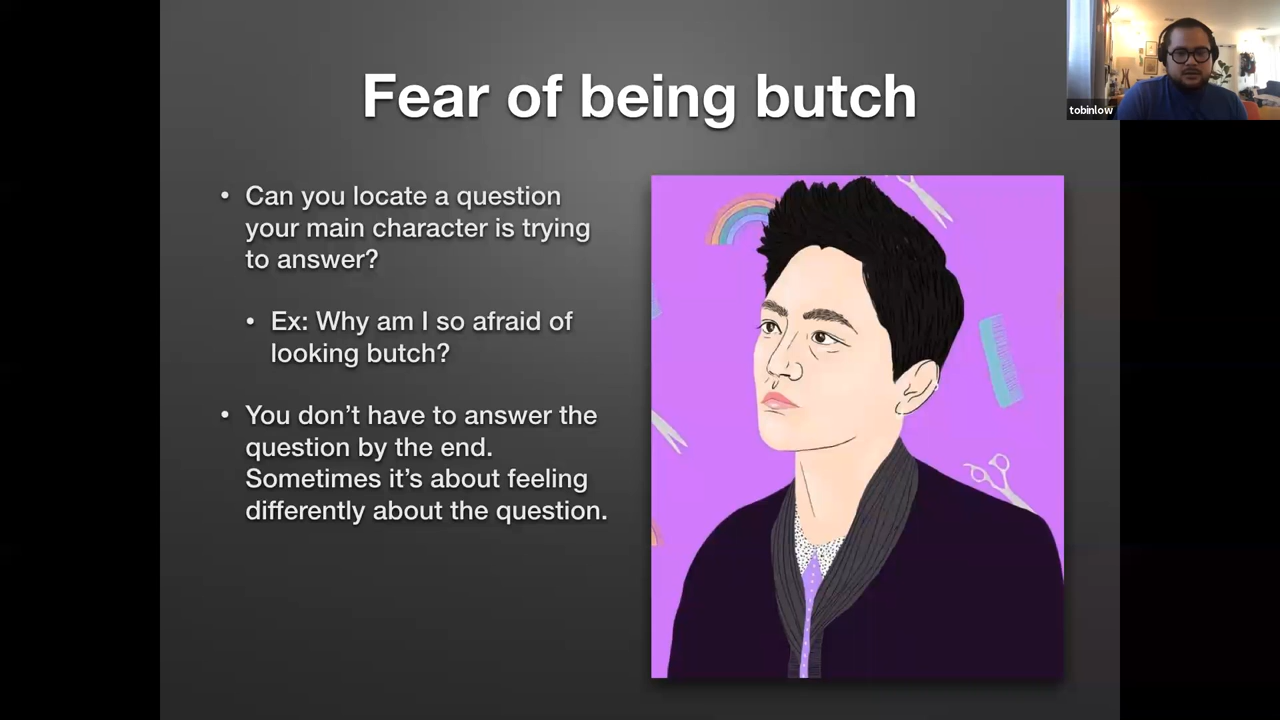 Fear of being butch
tobinlow
• Can you locate a question
your main character is trying
to answer?
• Ex: Why am I so afraid of
looking butch?
• You don’t have to answer the
question by the end.
Sometimes it’s about feeling
differently about the question.